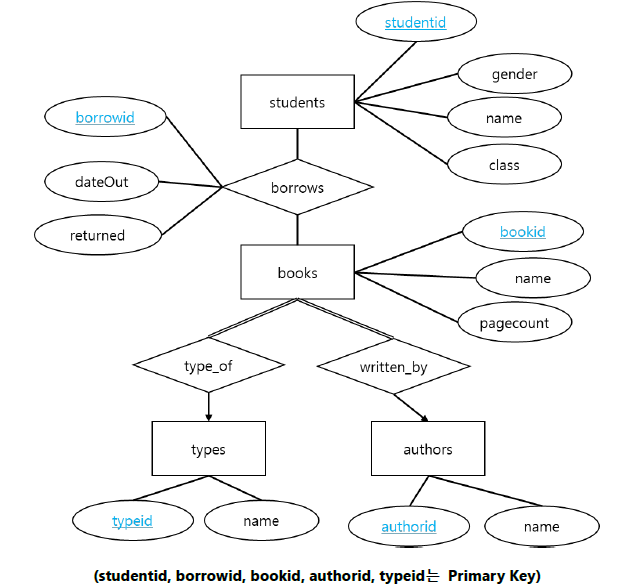 studentid
gender
students
name
borrowid
class
dateOut
borrows
returned
bookid
books
name
pagecount
type_of
written_by
types
authors
typeid
name
authorid
name
(studentid, borrowid, bookid, authorid, typeid는 Primary Key)